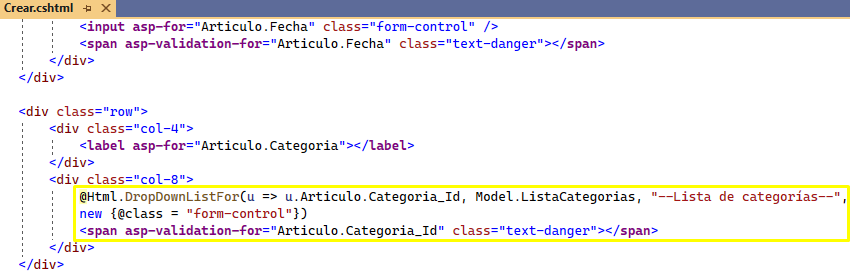 Crear.cshtml
<input asp-for="Articulo.Fecha" class="form-control" />
<span asp-validation-for="Articulo.Fecha" class="text-danger"></span>
</div>
</div>
<div class="row">
<div class="col-4">
<label asp-for="Articulo.Categoria"></label>
</div>
<div class="col-8">
@Html.DropDownListFor(u => u.Articulo.Categoria_Id, Model.ListaCategorias, "--Lista de categorías--",
new {@class = "form-control"})
<span asp-validation-for="Articulo.Categoria_Id" class="text-danger"></span>
</div>
</div>